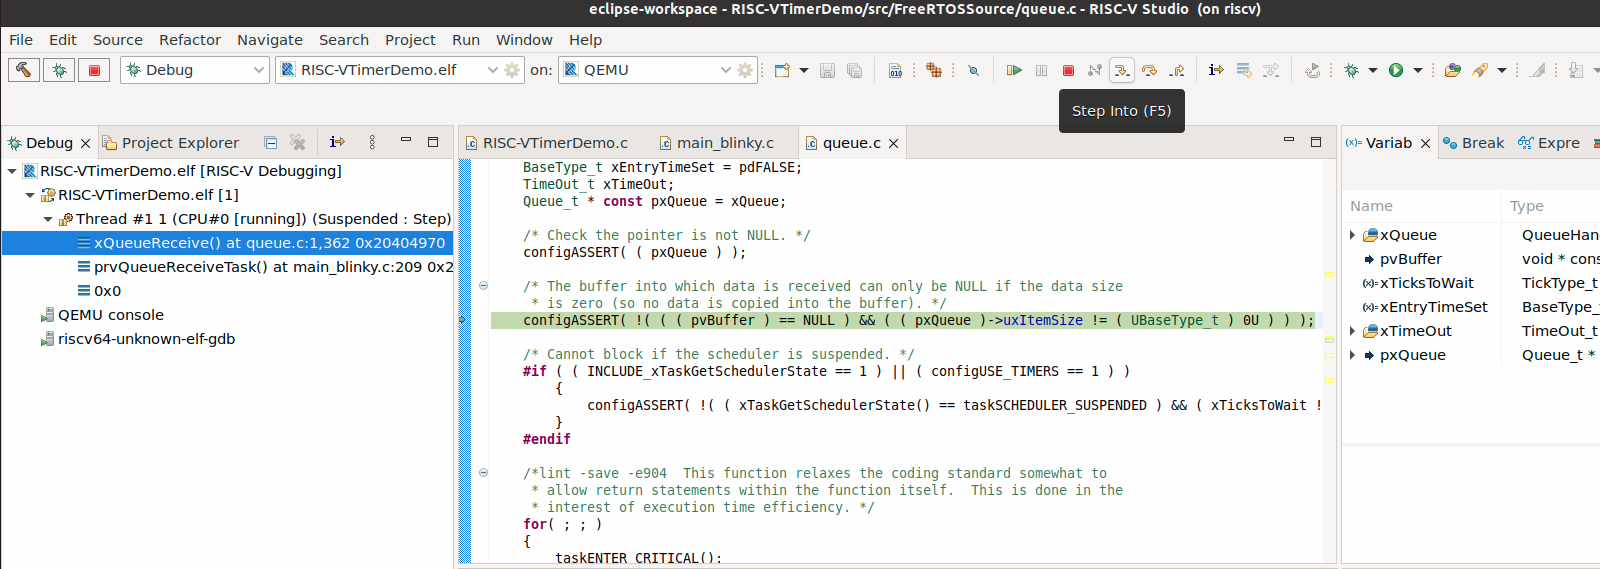 eclipse-workspace - RISC-VTimerDemo/src/FreeRTOSSource/queue.c - RISC-V Studio (on riscv)
File Edit Source Refactor Navigate Search Project Run Window Help
Debug RISC-VTimerDemo.elf on: QEMU
010
Step Into (F5)
Debug Project Explorer
RISC-VTimerDemo.elf [RISC-V Debugging]
RISC-VTimerDemo.elf [1]
Thread #1 1 (CPU#0 [running]) (Suspended : Step)
xQueueReceive() at queue.c:1,362 0x20404970
prvQueueReceiveTask() at main_blinky.c:209 0x2
0x0
QEMU console
riscv64-unknown-elf-gdb
RISC-VTimerDemo.c main_blinky.c queue.c
BaseType_t xEntryTimeSet = pdFALSE;
TimeOut_t xTimeOut;
Queue_t * const pxQueue = xQueue;
/* Check the pointer is not NULL. */
configASSERT( ( pxQueue ) );
/* The buffer into which data is received can only be NULL if the data size
* is zero (so no data is copied into the buffer). */
configASSERT( !( ( ( pvBuffer ) == NULL ) && ( ( pxQueue )->uxItemSize != ( UBaseType_t ) 0U ) ) );
/* Cannot block if the scheduler is suspended. */
#if ( ( INCLUDE_xTaskGetSchedulerState == 1 ) || ( configUSE_TIMERS == 1 ) )
{
configASSERT( !( ( xTaskGetSchedulerState() == taskSCHEDULER_SUSPENDED ) && ( xTicksToWait !
}
#endif
/*lint -save -e904  This function relaxes the coding standard somewhat to
* allow return statements within the function itself.  This is done in the
* interest of execution time efficiency. */
for( ; ; )
{
taskENTER_CRITICAL();
(x)= Variab Break Expre
Name Type
xQueue QueueHan
pvBuffer void * cons
(x)= xTicksToWait TickType_t
(x)= xEntryTimeSet BaseType_
xTimeOut TimeOut_t
pxQueue Queue_t *